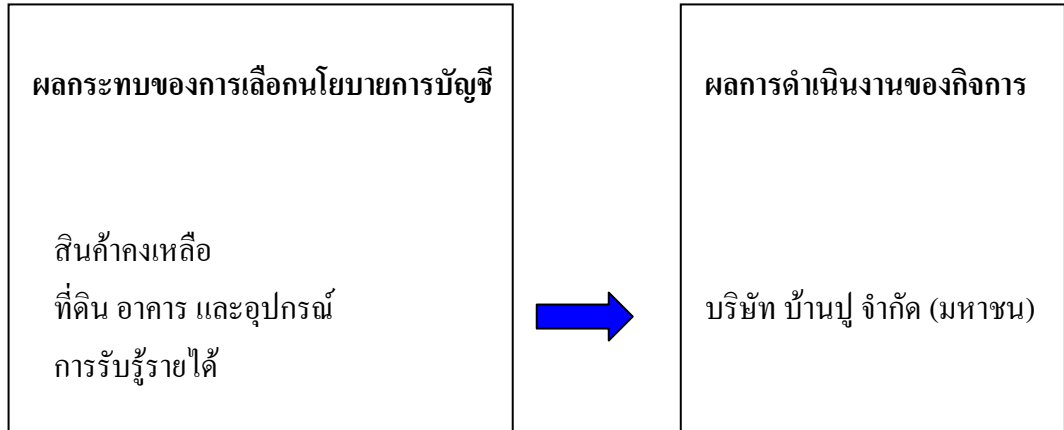 ผลกระทบของการเลือกนโยบายการบัญชี
สินค้าคงเหลือ
ที่ดิน อาคาร และอุปกรณ์
การรับรู้รายได้
ผลการดำเนินงานของกิจการ
บริษัท บ้านปู จำกัด (มหาชน)